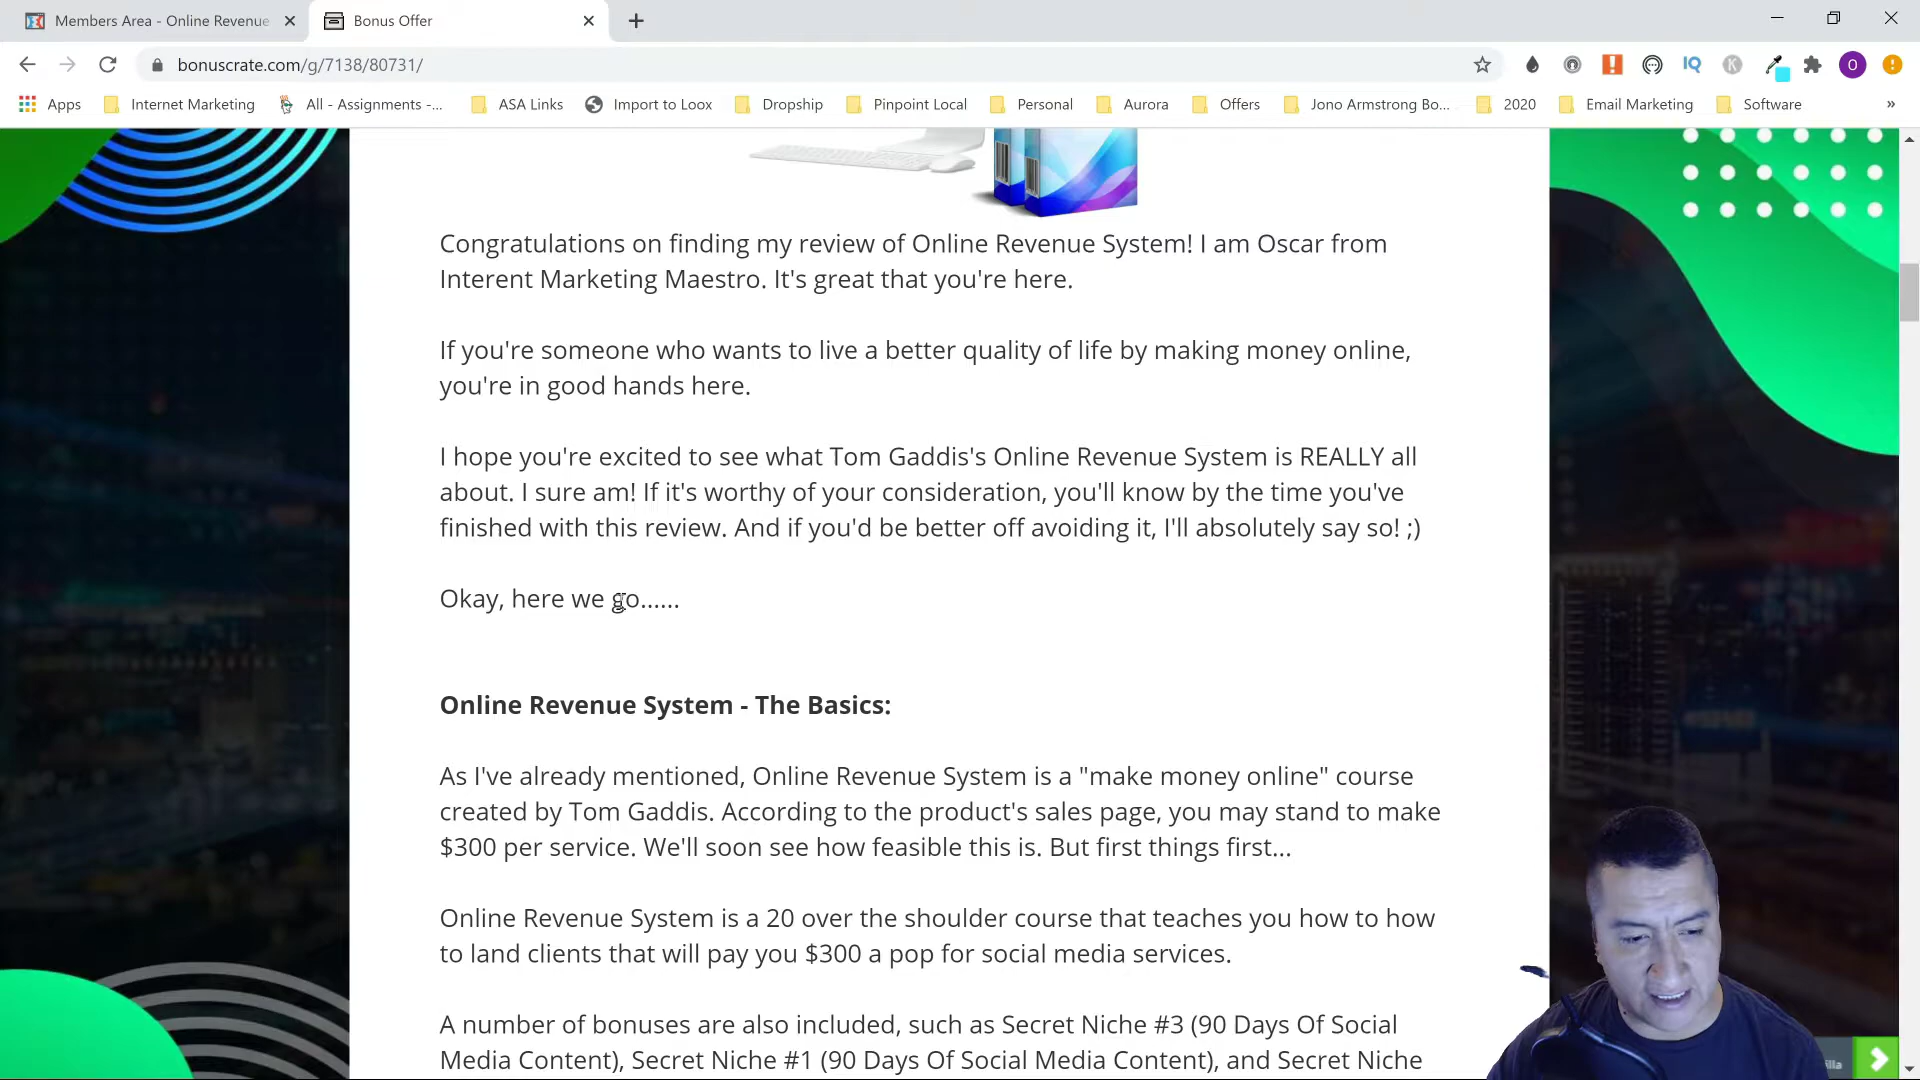 Members Area - Online Revenue
Bonus Offer
bonuscrate.com/g/7138/80731/
O
IQ
K
Apps
Internet Marketing
All - Assignments -...
ASA Links
Import to Loox
Dropship
Pinpoint Local
Personal
Aurora
Offers
Jono Armstrong Bo...
2020
Email Marketing
Software
»
Congratulations on finding my review of Online Revenue System! I am Oscar from
Interent Marketing Maestro. It's great that you're here.
If you're someone who wants to live a better quality of life by making money online,
you're in good hands here.
I hope you're excited to see what Tom Gaddis's Online Revenue System is REALLY all
about. I sure am! If it's worthy of your consideration, you'll know by the time you've
finished with this review. And if you'd be better off avoiding it, I'll absolutely say so! ;)
Okay, here we go......
Online Revenue System - The Basics:
As I've already mentioned, Online Revenue System is a "make money online" course
created by Tom Gaddis. According to the product's sales page, you may stand to make
$300 per service. We'll soon see how feasible this is. But first things first...
Online Revenue System is a 20 over the shoulder course that teaches you how to how
to land clients that will pay you $300 a pop for social media services.
A number of bonuses are also included, such as Secret Niche #3 (90 Days Of Social
Media Content), Secret Niche #1 (90 Days Of Social Media Content), and Secret Niche